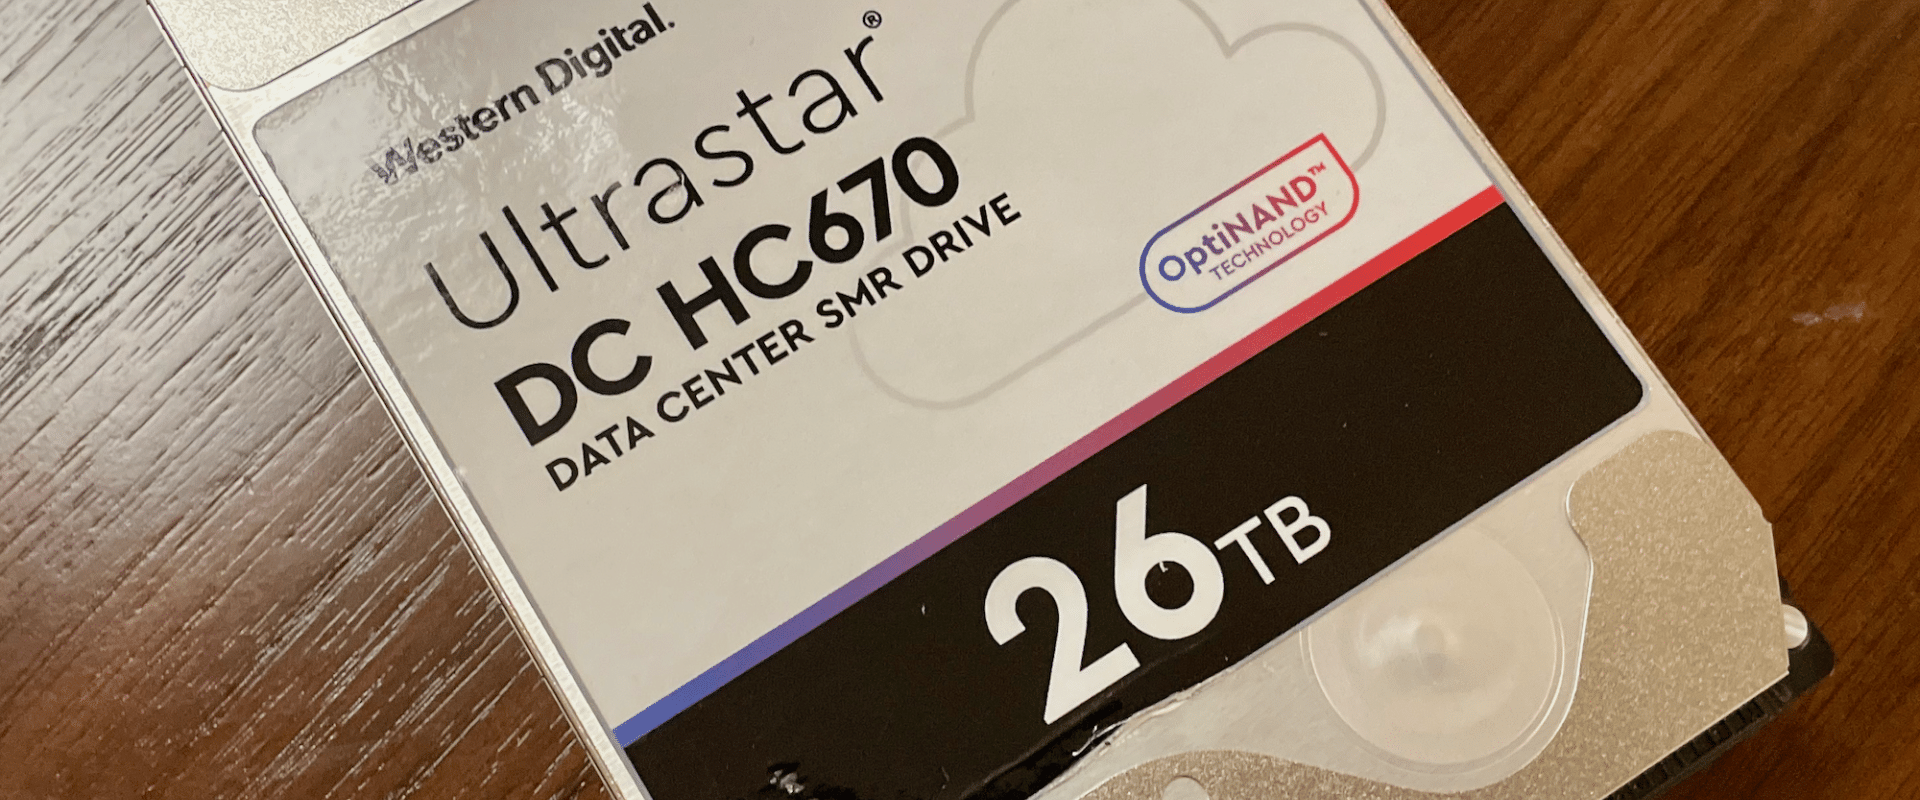 Western Digital.
Ultrastar®
DC HC670
DATA CENTER SMR DRIVE
OptiNAND™
TECHNOLOGY
26TB